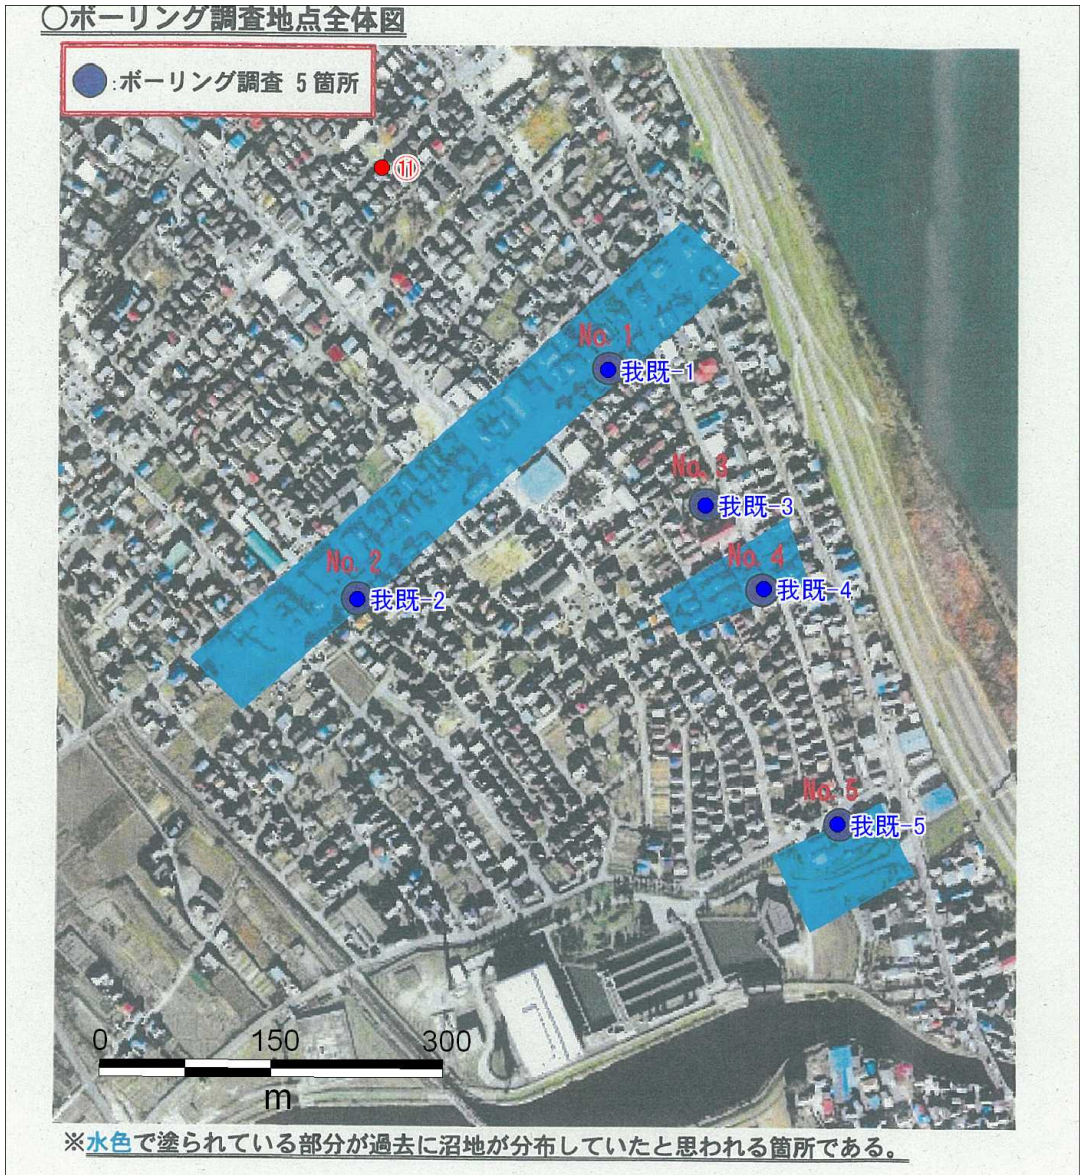 ○ボーリング調査地点全体図
:ボーリング調査 5箇所
⑪
No. 1
我既-1
No. 3
我既-3
No. 4
我既-4
No. 2
我既-2
No. 5
我既-5
0 150 300
m
※水色で塗られている部分が過去に沼地が分布していたと思われる箇所である。